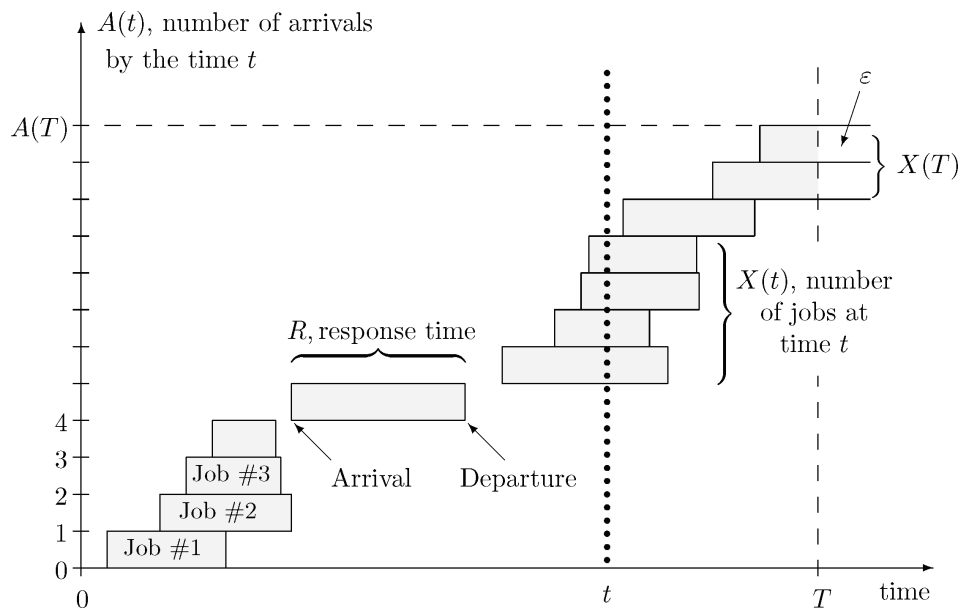 A(t), number of arrivals
by the time t
ε
A(T)
X(T)
X(t), number
of jobs at
time t
R, response time
4
3
2
1
0
Job #3
Job #2
Job #1
Arrival
Departure
0
t
T
time